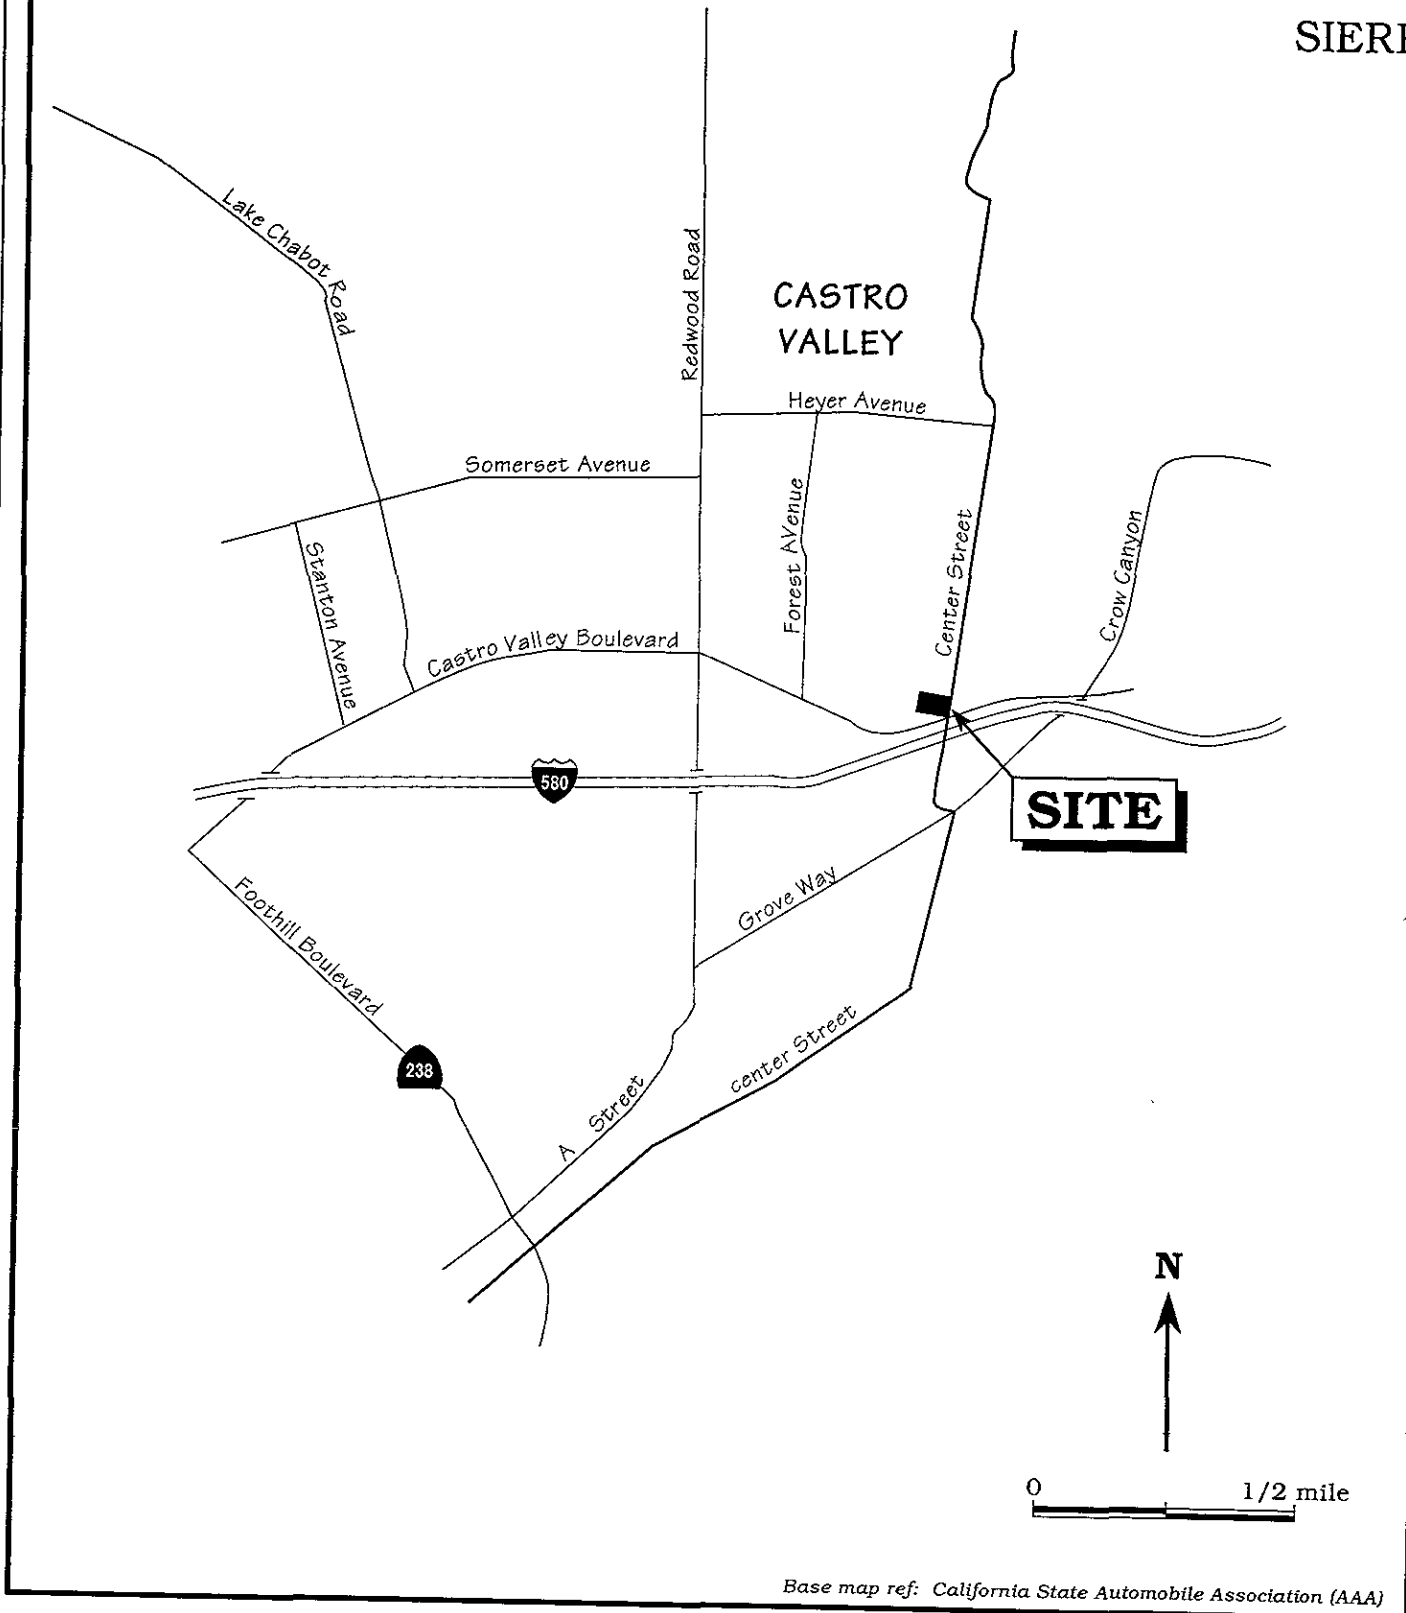 SIERI
Lake Chabot Road
Redwood Road
CASTRO
VALLEY
Heyer Avenue
Somerset Avenue
Forest AVenue
Center Street
Crow Canyon
Stanton Avenue
Castro Valley Boulevard
580
SITE
Grove Way
Foothill Boulevard
center Street
238
A Street
N
0 1/2 mile
Base map ref: California State Automobile Association (AAA)